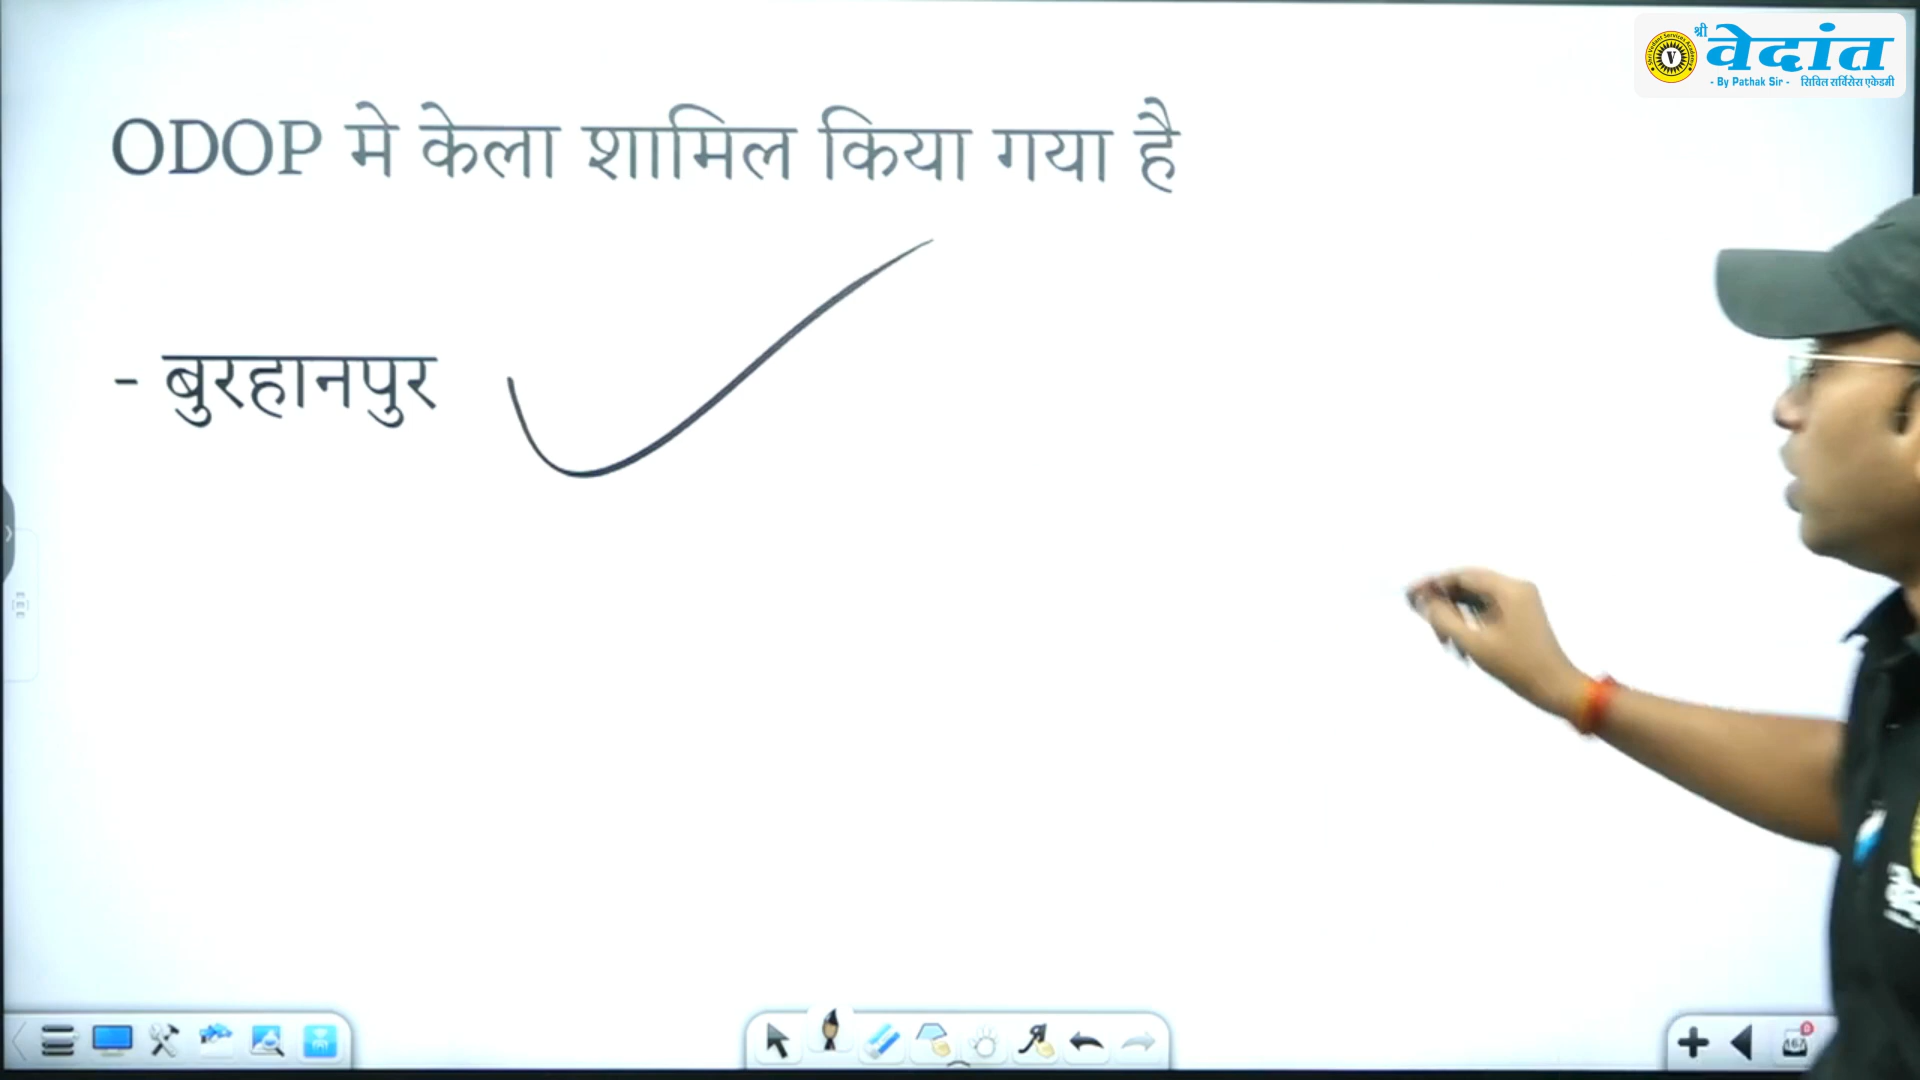 श्री वेदांत
- By Pathak Sir - सिविल सर्विसेस एकेडमी
V
ODOP मे केला शामिल किया गया है
- बुरहानपुर